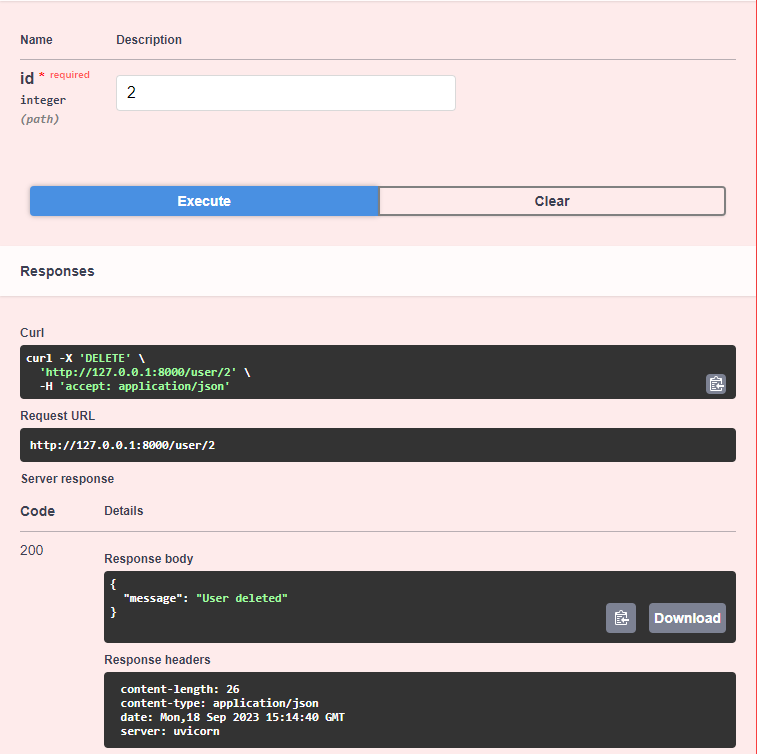 Name Description
id * required
integer
(path)
2
Execute Clear
Responses
Curl
curl -X 'DELETE' \
  'http://127.0.0.1:8000/user/2' \
  -H 'accept: application/json'
Request URL
http://127.0.0.1:8000/user/2
Server response
Code Details
200
Response body
{
  "message": "User deleted"
}
Download
Response headers
content-length: 26
content-type: application/json
date: Mon,18 Sep 2023 15:14:40 GMT
server: uvicorn